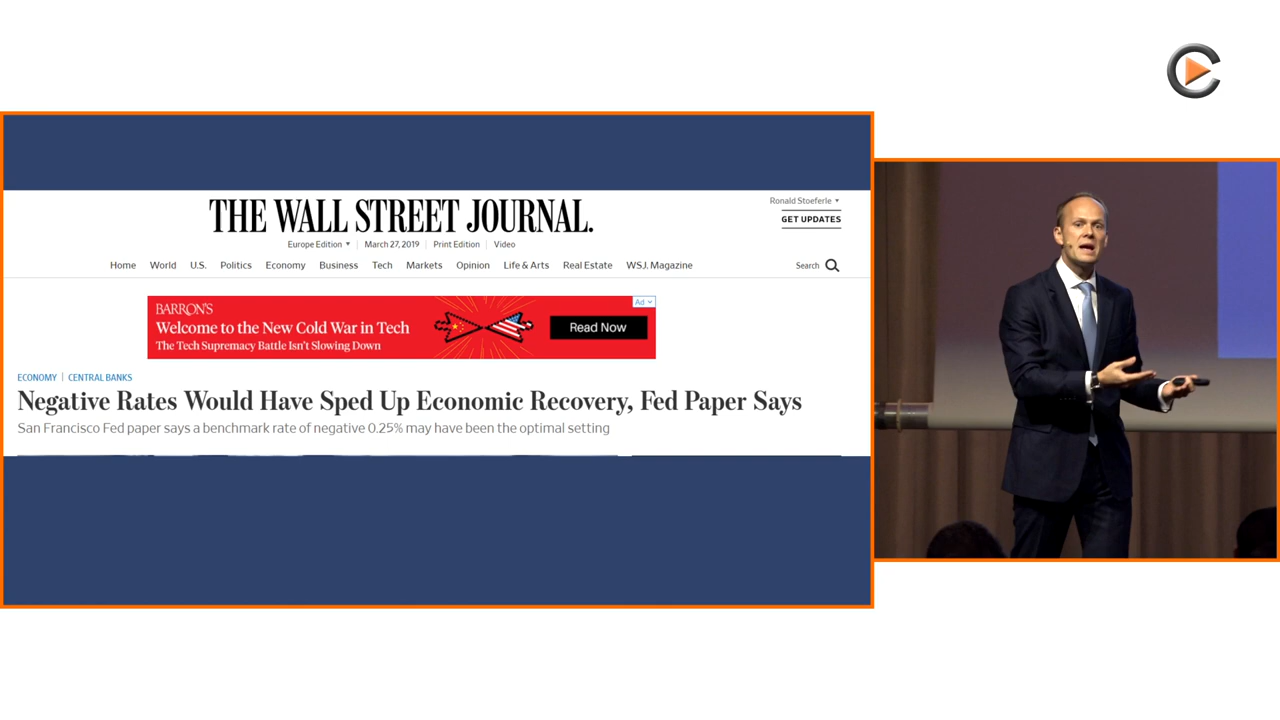 THE WALL STREET JOURNAL.
Ronald Stoeferle
GET UPDATES
Europe Edition | March 27, 2019 | Print Edition | Video
Home World U.S. Politics Economy Business Tech Markets Opinion Life & Arts Real Estate WSJ. Magazine Search
BARRON'S
Welcome to the New Cold War in Tech
The Tech Supremacy Battle Isn't Slowing Down
Read Now
Ad
ECONOMY | CENTRAL BANKS
Negative Rates Would Have Sped Up Economic Recovery, Fed Paper Says
San Francisco Fed paper says a benchmark rate of negative 0.25% may have been the optimal setting